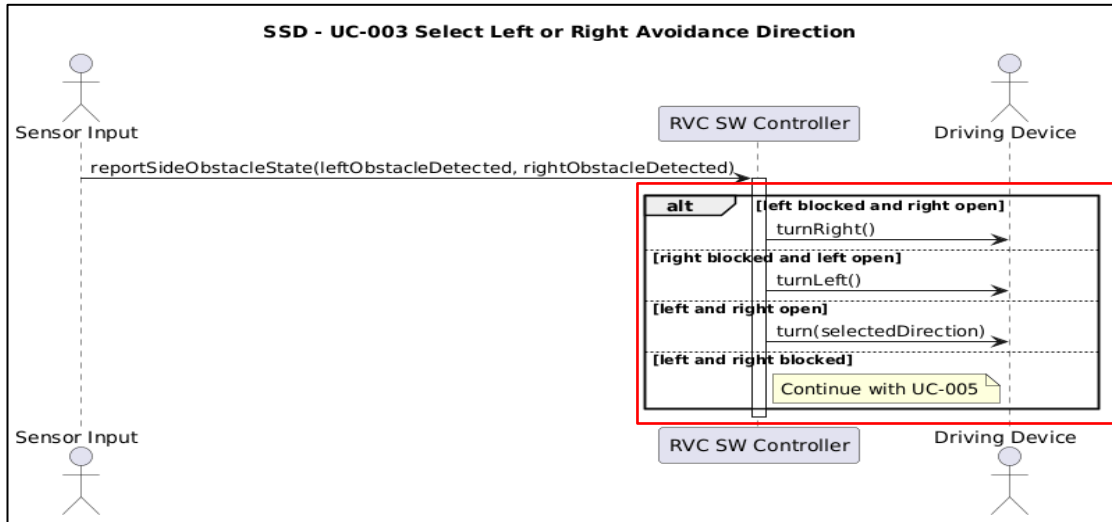 SSD - UC-003 Select Left or Right Avoidance Direction
Sensor Input
RVC SW Controller
Driving Device
reportSideObstacleState(leftObstacleDetected, rightObstacleDetected)
alt
[left blocked and right open]
turnRight()
[right blocked and left open]
turnLeft()
[left and right open]
turn(selectedDirection)
[left and right blocked]
Continue with UC-005
Sensor Input
RVC SW Controller
Driving Device